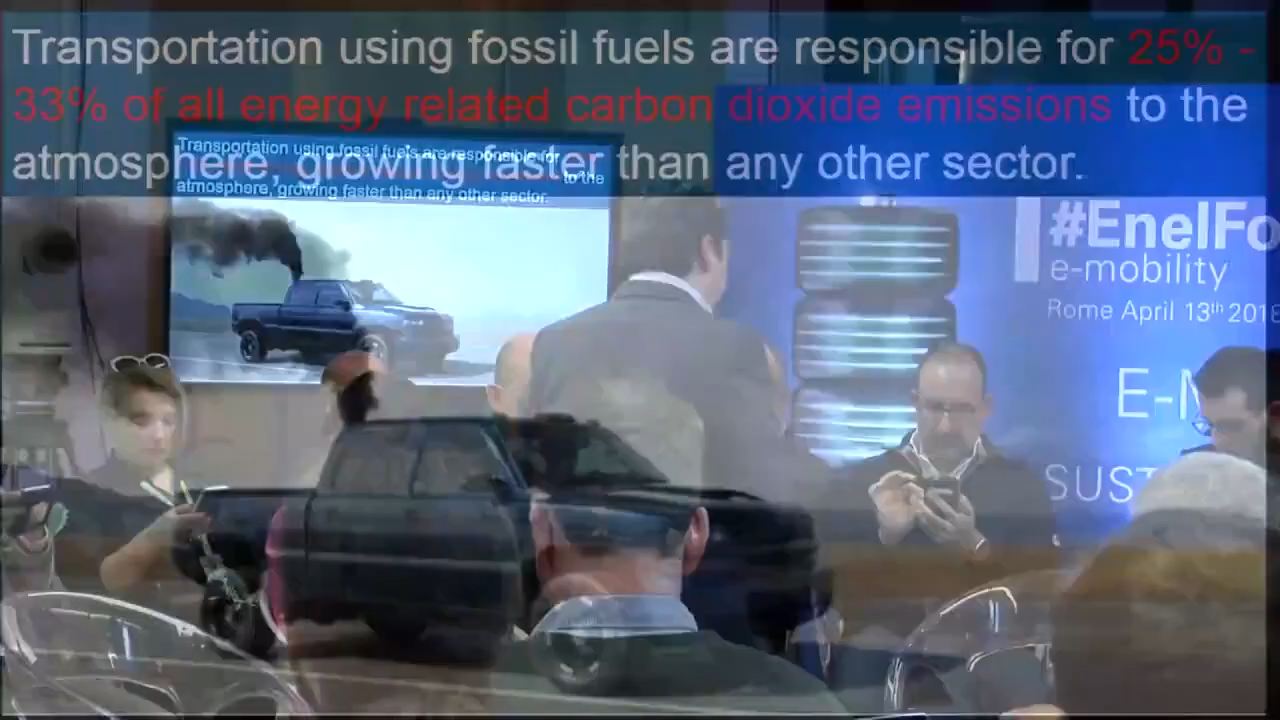 Transportation using fossil fuels are responsible for 25% -
33% of all energy related carbon dioxide emissions to the
atmosphere, growing faster than any other sector.
Transportation using fossil fuels are responsible for
to the
atmosphere, growing faster than any other sector.
#EnelFo
e-mobility
Rome April 13th 2018
E-M
SUST